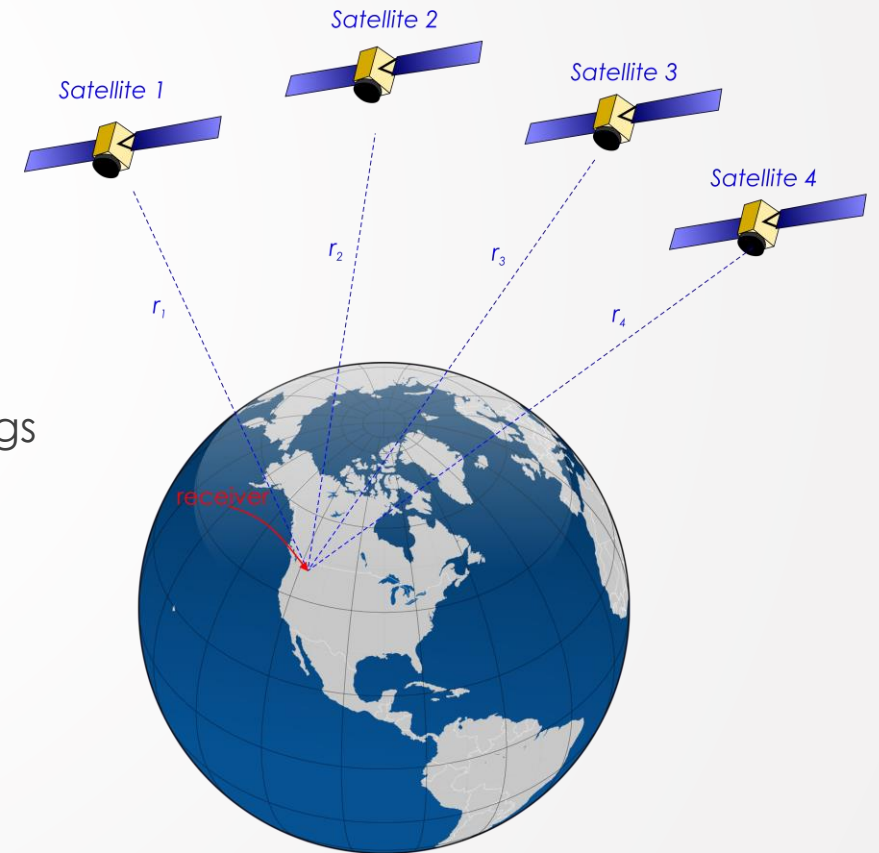 Satellite 2
Satellite 1
Satellite 3
Satellite 4
r₂
r₃
r₁
r₄
gs
receiver